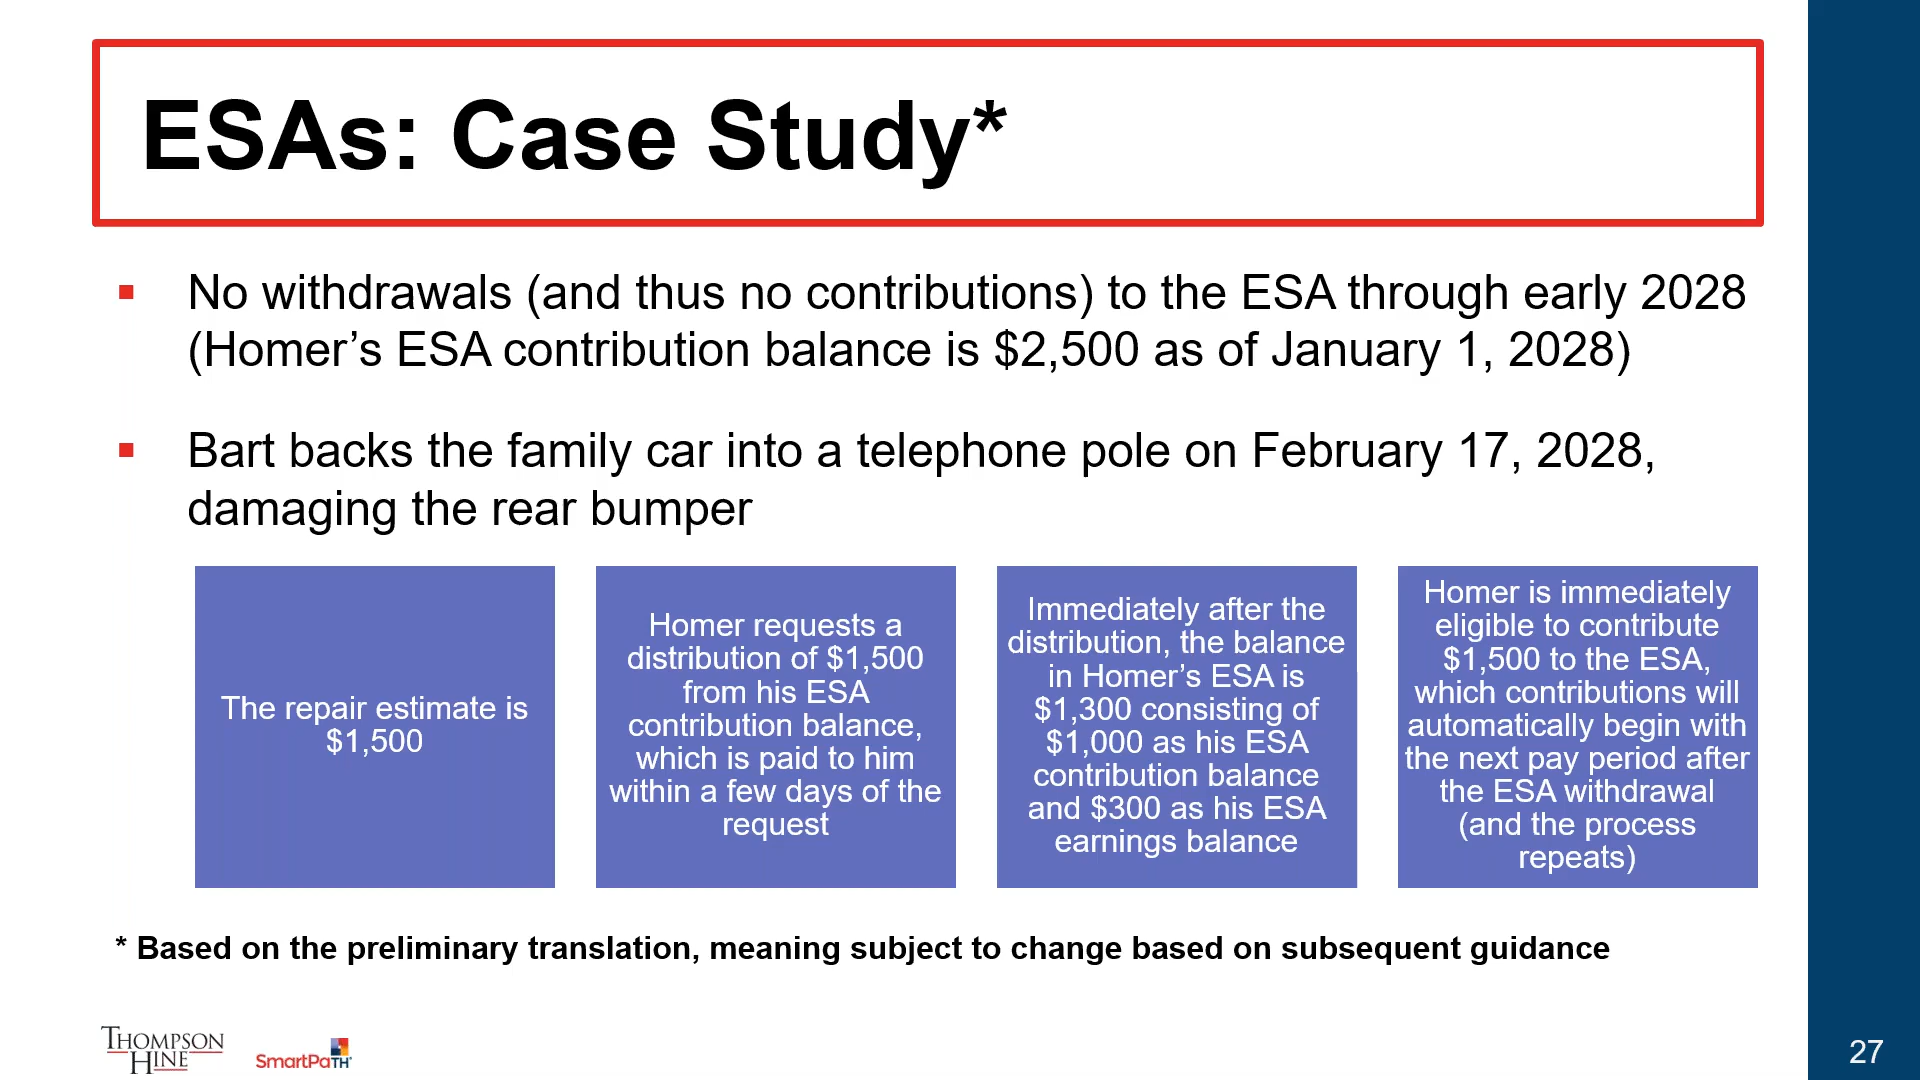 ESAs: Case Study*
No withdrawals (and thus no contributions) to the ESA through early 2028
(Homer’s ESA contribution balance is $2,500 as of January 1, 2028)
Bart backs the family car into a telephone pole on February 17, 2028,
damaging the rear bumper
The repair estimate is
$1,500
Homer requests a
distribution of $1,500
from his ESA
contribution balance,
which is paid to him
within a few days of the
request
Immediately after the
distribution, the balance
in Homer’s ESA is
$1,300 consisting of
$1,000 as his ESA
contribution balance
and $300 as his ESA
earnings balance
Homer is immediately
eligible to contribute
$1,500 to the ESA,
which contributions will
automatically begin with
the next pay period after
the ESA withdrawal
(and the process
repeats)
* Based on the preliminary translation, meaning subject to change based on subsequent guidance
THOMPSON
HINE
SmartPaTH
27